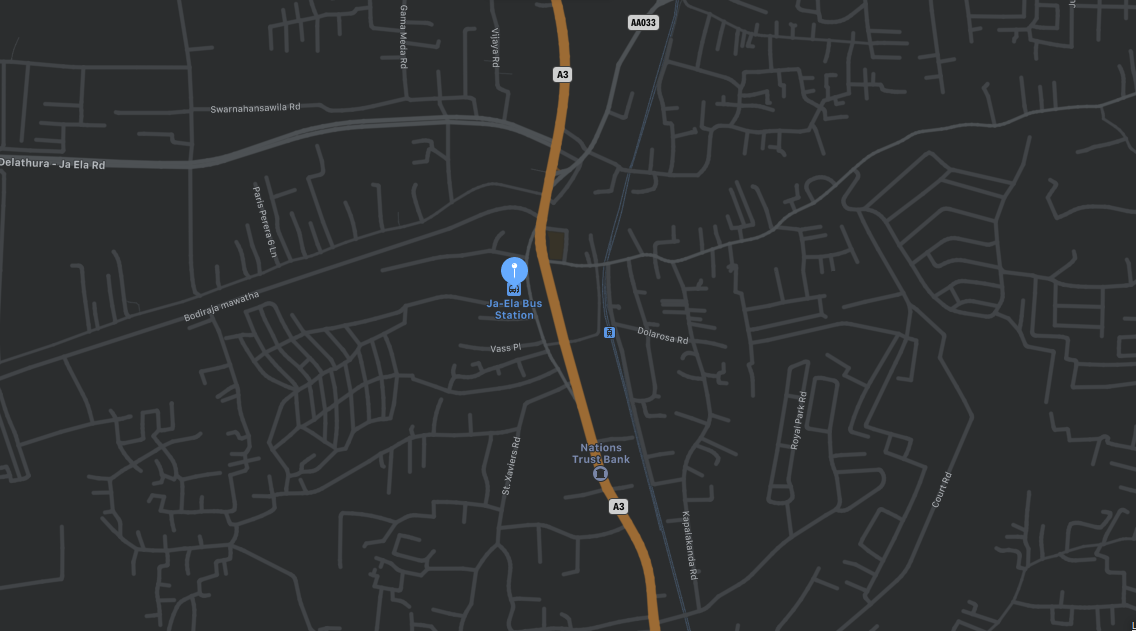 Gama Meda Rd
Vijaya Rd
AA033
A3
Swarnahansawila Rd
Delathura - Ja Ela Rd
Paris Perera 6 Ln
Bodiraja mawatha
Ja-Ela Bus
Station
Dolarosa Rd
Vass Pl
Royal Park Rd
St. Xaviers Rd
Nations
Trust Bank
A3
Court Rd
Kapalakanda Rd